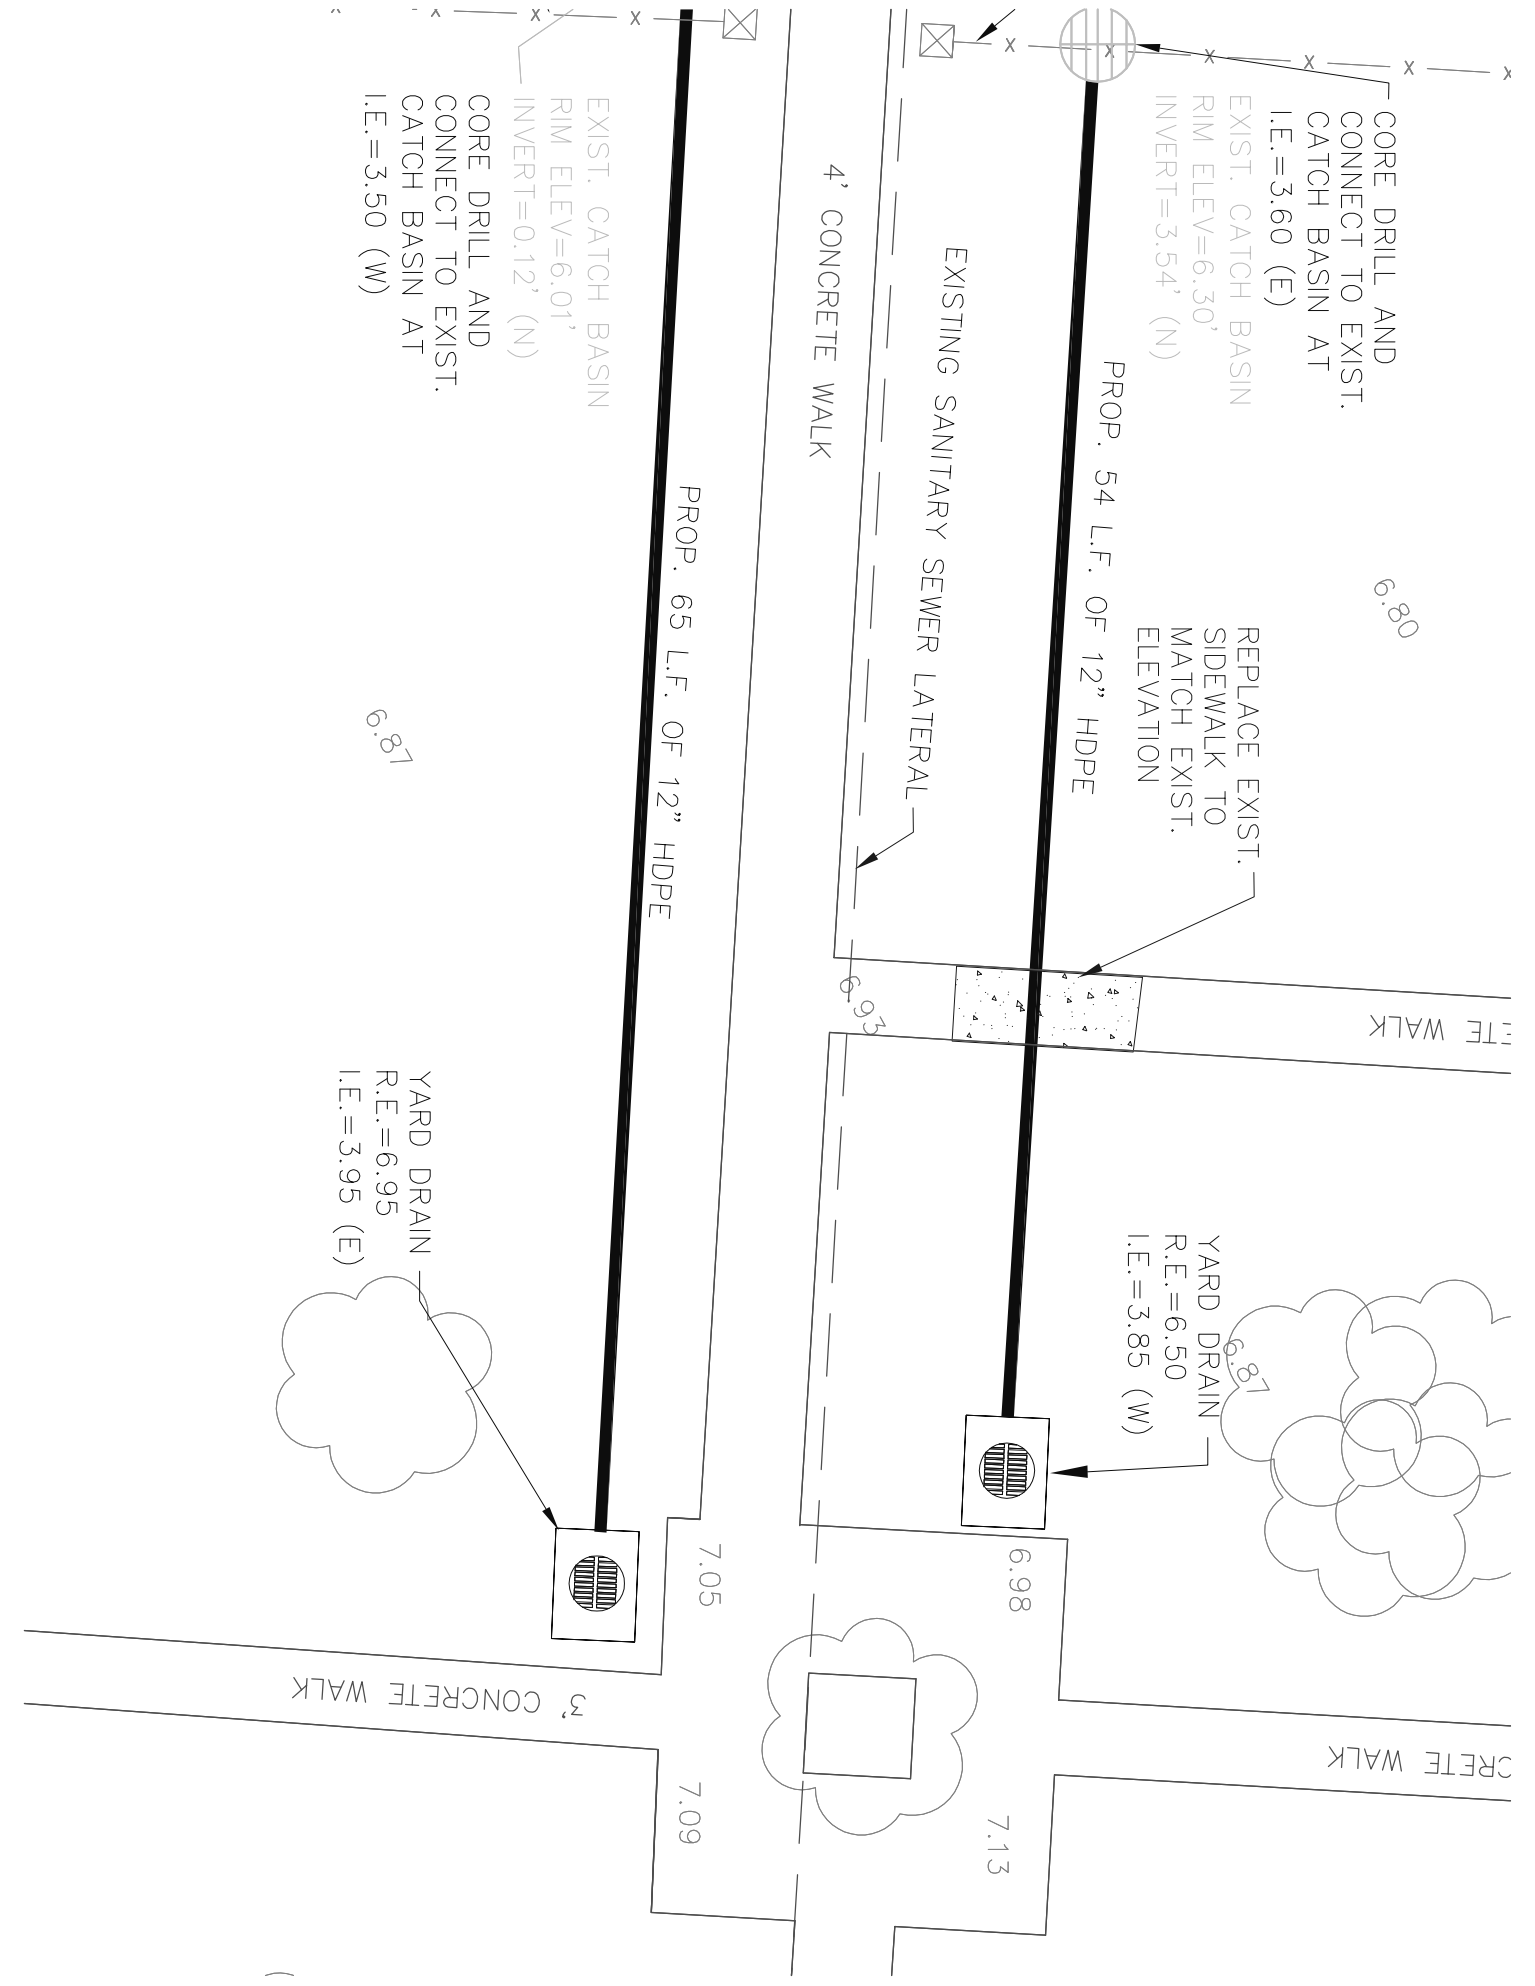 CORE DRILL AND
CONNECT TO EXIST.
CATCH BASIN AT
I.E.=3.60 (E)
EXIST. CATCH BASIN
RIM ELEV=6.30'
INVERT=3.54' (N)
6.80
REPLACE EXIST.
SIDEWALK TO
MATCH EXIST.
ELEVATION
PROP. 54 L.F. OF 12" HDPE
EXISTING SANITARY SEWER LATERAL
4' CONCRETE WALK
PROP. 65 L.F. OF 12" HDPE
EXIST. CATCH BASIN
RIM ELEV=6.01'
INVERT=0.12' (N)
CORE DRILL AND
CONNECT TO EXIST.
CATCH BASIN AT
I.E.=3.50 (W)
6.87
6.93
ETE WALK
YARD DRAIN
R.E.=6.50
I.E.=3.85 (W)
6.87
YARD DRAIN
R.E.=6.95
I.E.=3.95 (E)
6.98
7.05
3' CONCRETE WALK
CRETE WALK
7.13
7.09
X
X
X
X
X
X
X
X
X
X